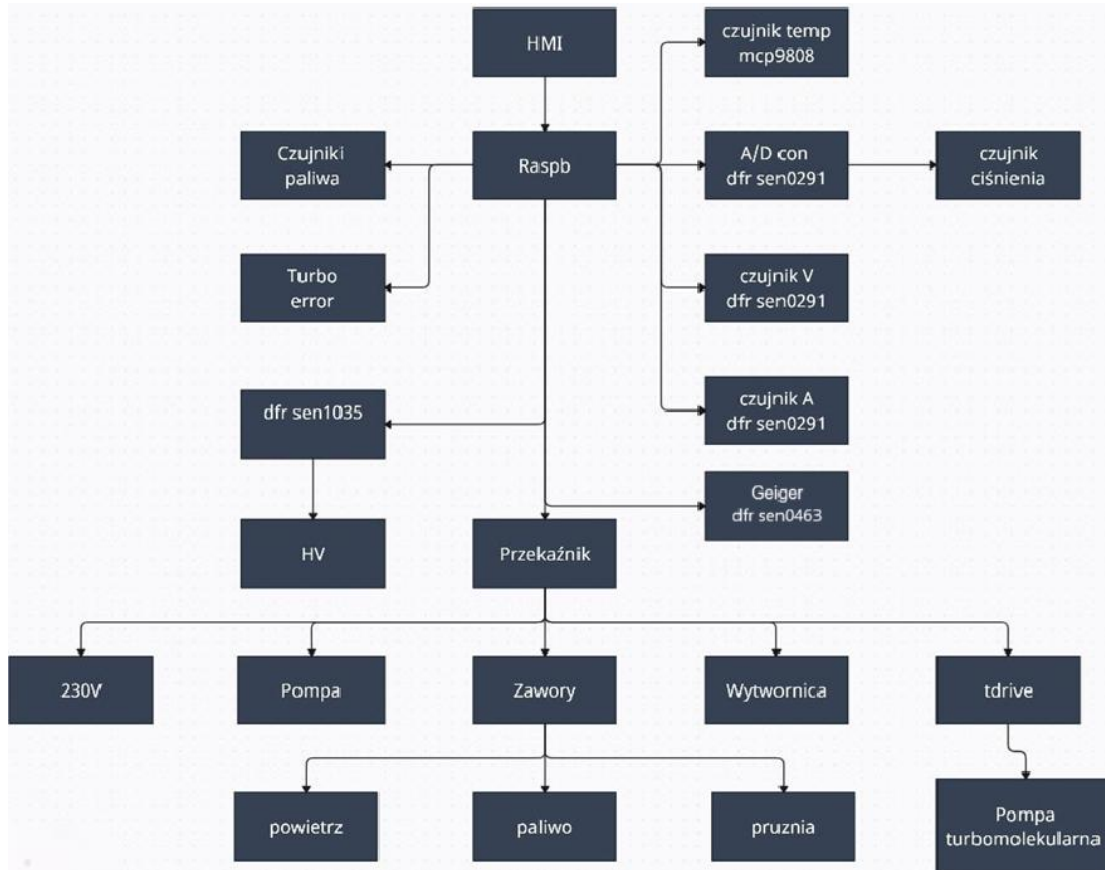 HMI
czujnik temp
mcp9808
Czujniki
paliwa
Raspb
A/D con
dfr sen0291
czujnik
ciśnienia
Turbo
error
czujnik V
dfr sen0291
dfr sen1035
czujnik A
dfr sen0291
Geiger
dfr sen0463
HV
Przekaźnik
230V
Pompa
Zawory
Wytwornica
tdrive
powietrz
paliwo
pruznia
Pompa
turbomolekularna